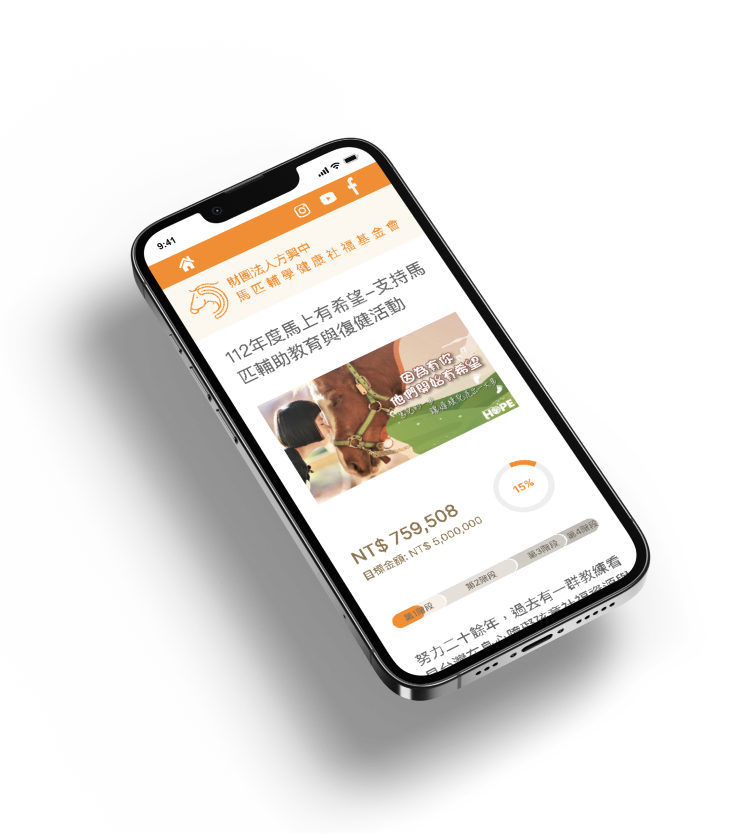 9:41
財團法人方興中
馬匹輔學健康社福基金會
112年度馬上有希望–支持馬
匹輔助教育與復健活動
因為有你
他們開始有希望
HOPE
15%
NT$ 759,508
目標金額: NT$ 5,000,000
第1階段
第2階段
第3階段
第4階段
努力二十餘年，過去有一群教練看